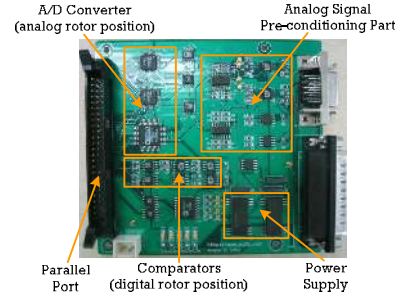 A/D Converter
(analog rotor position)
Analog Signal
Pre-conditioning Part
Parallel
Port
Comparators
(digital rotor position)
Power
Supply